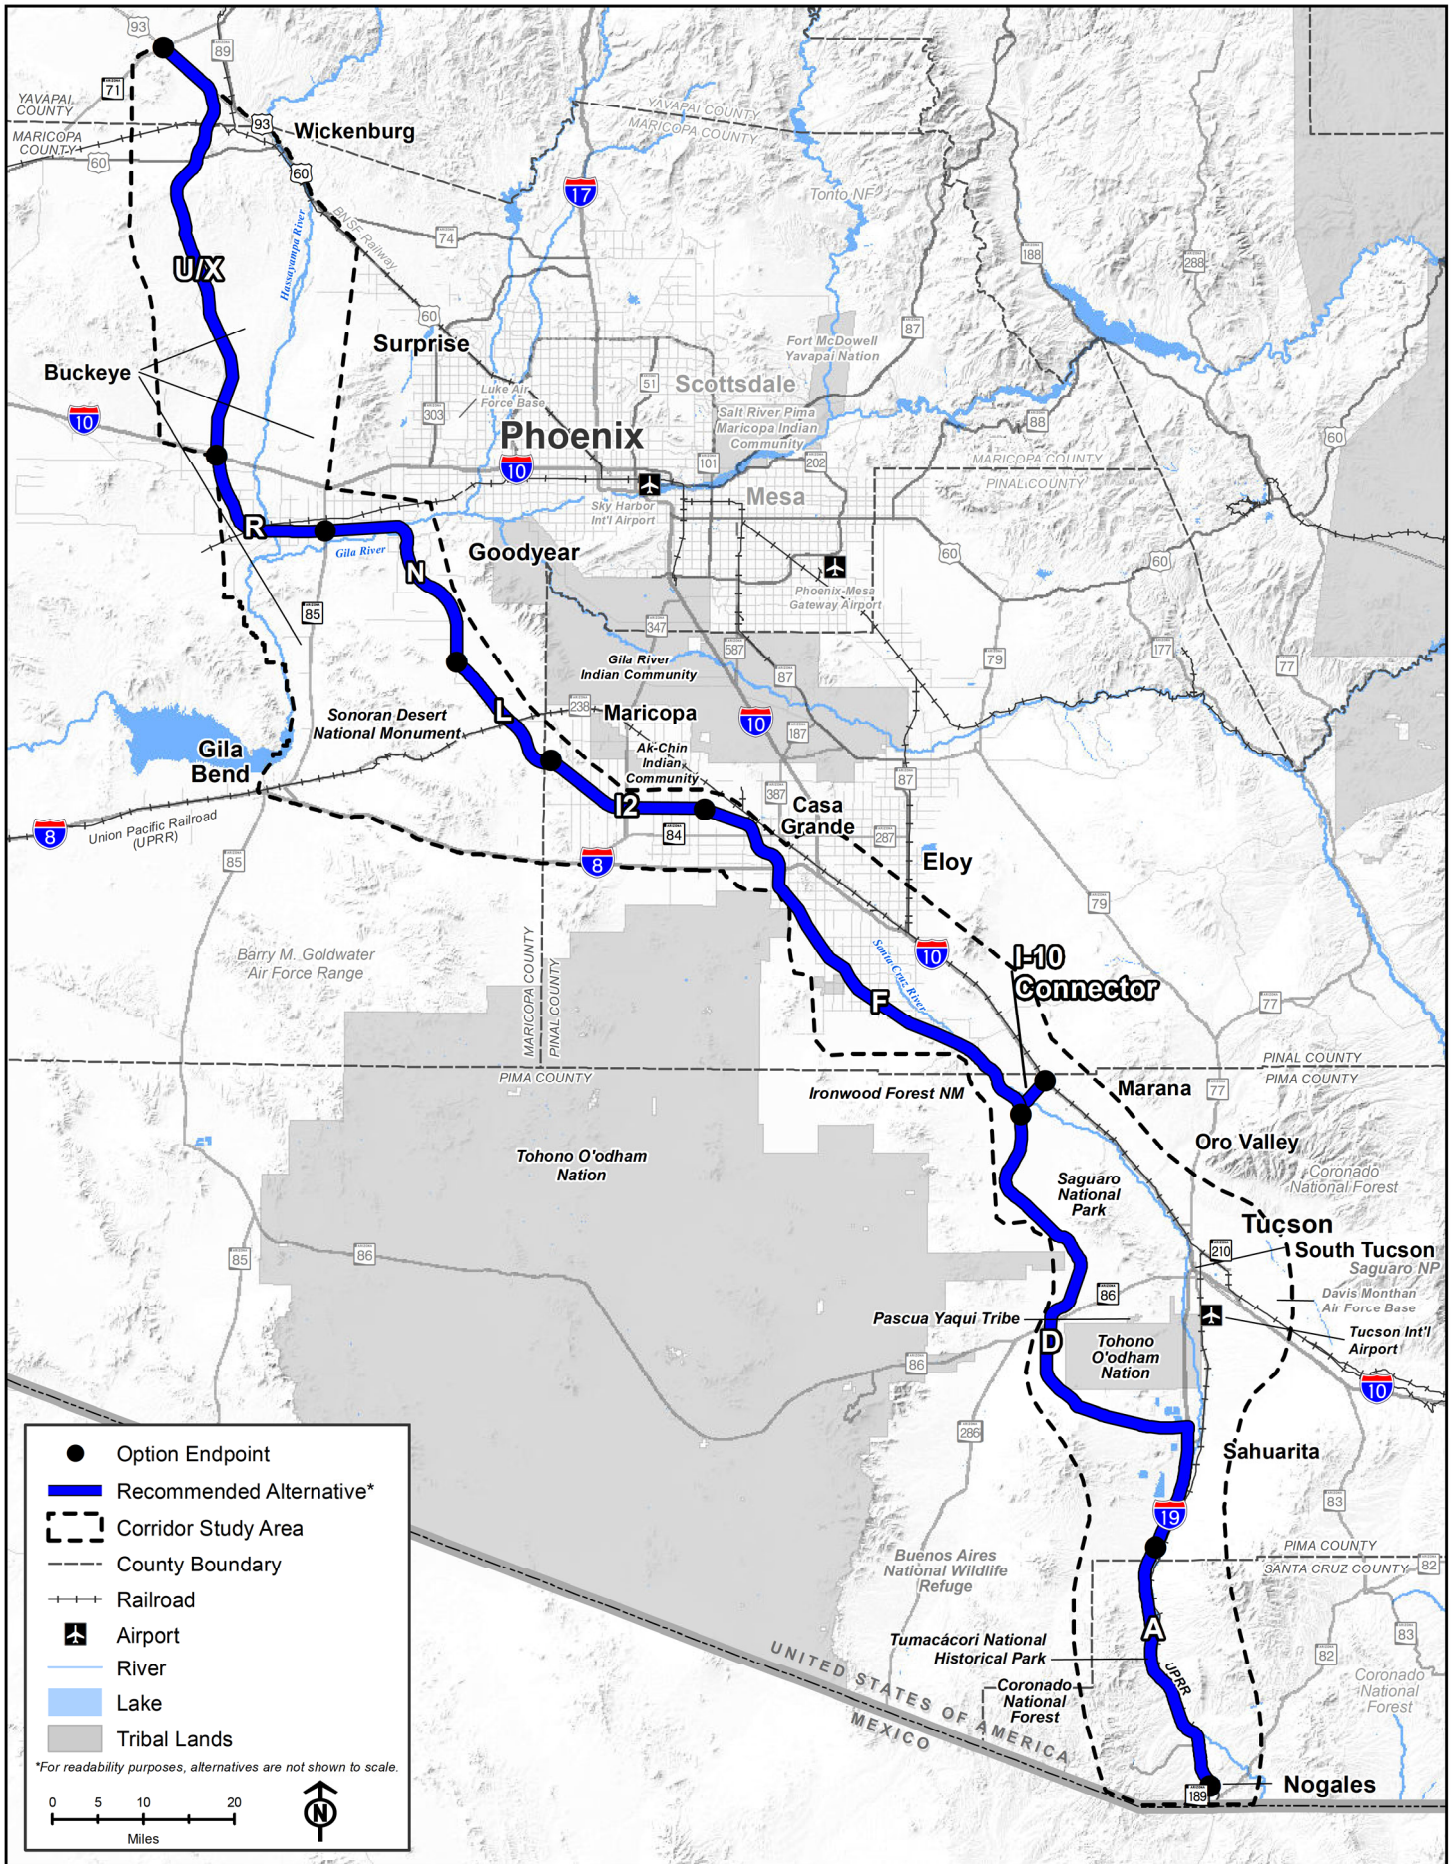 93
89
ARIZONA
71
YAVAPAI
COUNTY
MARICOPA
COUNTY
60
93
Wickenburg
60
YAVAPAI COUNTY
MARICOPA COUNTY
17
Tonto NF
Hassayampa River
BNSF Railway
74
188
288
U/X
60
Surprise
87
Fort McDowell
Yavapai Nation
Buckeye
51
Scottsdale
Luke Air
Force Base
303
Salt River Pima
Maricopa Indian
Community
88
10
Phoenix
60
10
101
202
MARICOPA COUNTY
PINAL COUNTY
Mesa
Sky Harbor
Int'l Airport
R
Gila River
Goodyear
60
60
N
Phoenix-Mesa
Gateway Airport
ARIZONA
85
347
587
79
177
77
Gila River
Indian Community
87
L
238
Maricopa
10
187
Sonoran Desert
National Monument
Gila
Bend
Ak-Chin
Indian
Community
87
387
I2
Casa
Grande
8
Union Pacific Railroad
(UPRR)
ARIZONA
84
287
85
8
Eloy
79
Barry M. Goldwater
Air Force Range
MARICOPA COUNTY
PINAL COUNTY
Santa Cruz River
10
I-10
Connector
F
77
PINAL COUNTY
PIMA COUNTY
PIMA COUNTY
Ironwood Forest NM
Marana
77
Oro Valley
Tohono O'odham
Nation
Coronado
National Forest
Saguaro
National
Park
Tucson
ARIZONA
210
South Tucson
Saguaro NP
85
86
ARIZONA
86
Davis Monthan
Air Force Base
Pascua Yaqui Tribe
Tucson Int'l
Airport
D
Tohono
O'odham
Nation
86
10
286
Sahuarita
Option Endpoint
Recommended Alternative*
Corridor Study Area
County Boundary
Railroad
Airport
River
Lake
Tribal Lands
*For readability purposes, alternatives are not shown to scale.
0 5 10 20
Miles
N
83
19
PIMA COUNTY
SANTA CRUZ COUNTY
82
Buenos Aires
National Wildlife
Refuge
A
83
82
Tumacácori National
Historical Park
UPRR
Coronado
National
Forest
Coronado
National
Forest
UNITED STATES OF AMERICA
MEXICO
ARIZONA
189
Nogales